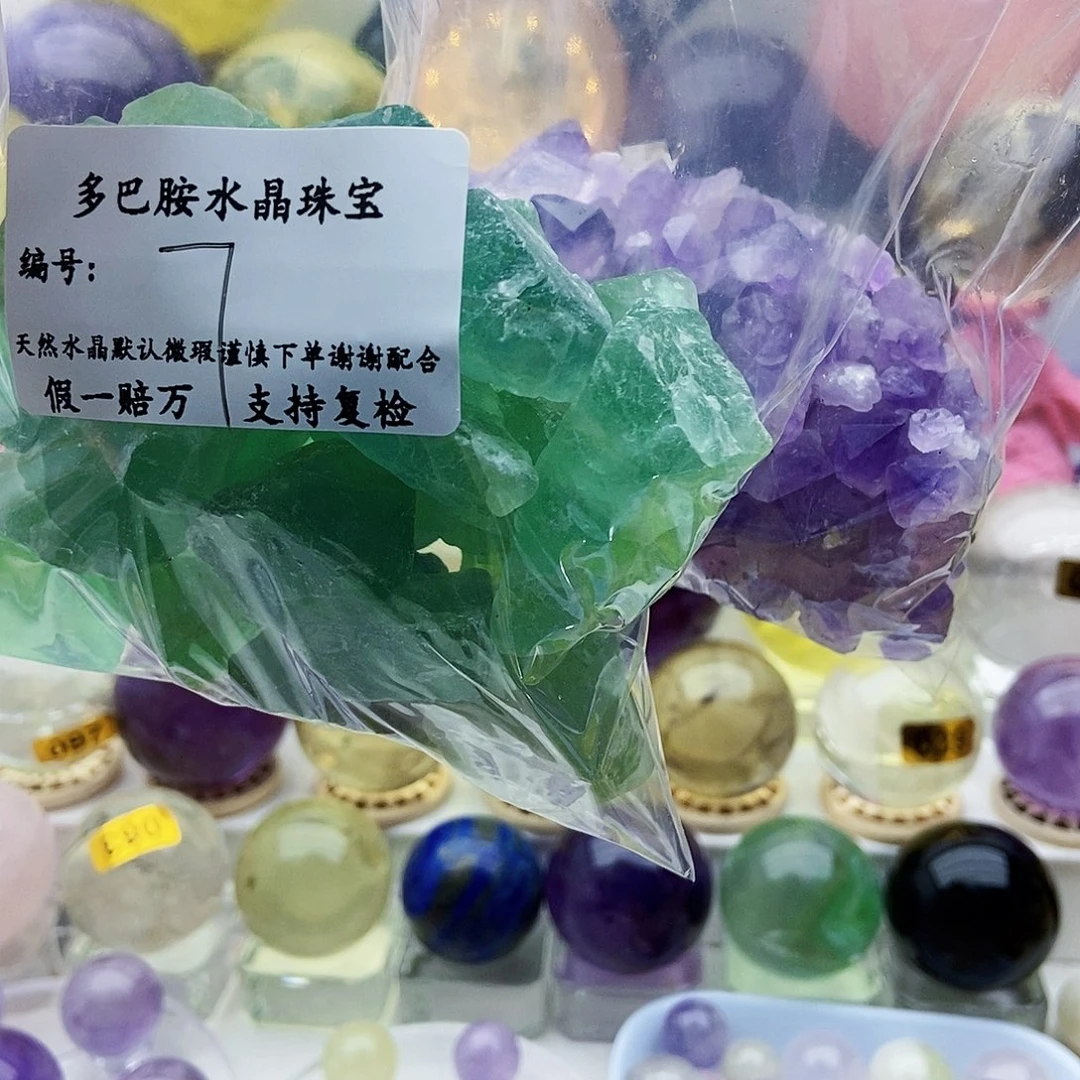 多巴胺水晶珠宝
编号: 7
天然水晶默认微瑕谨慎下单谢谢配合
假一赔万 支持复检